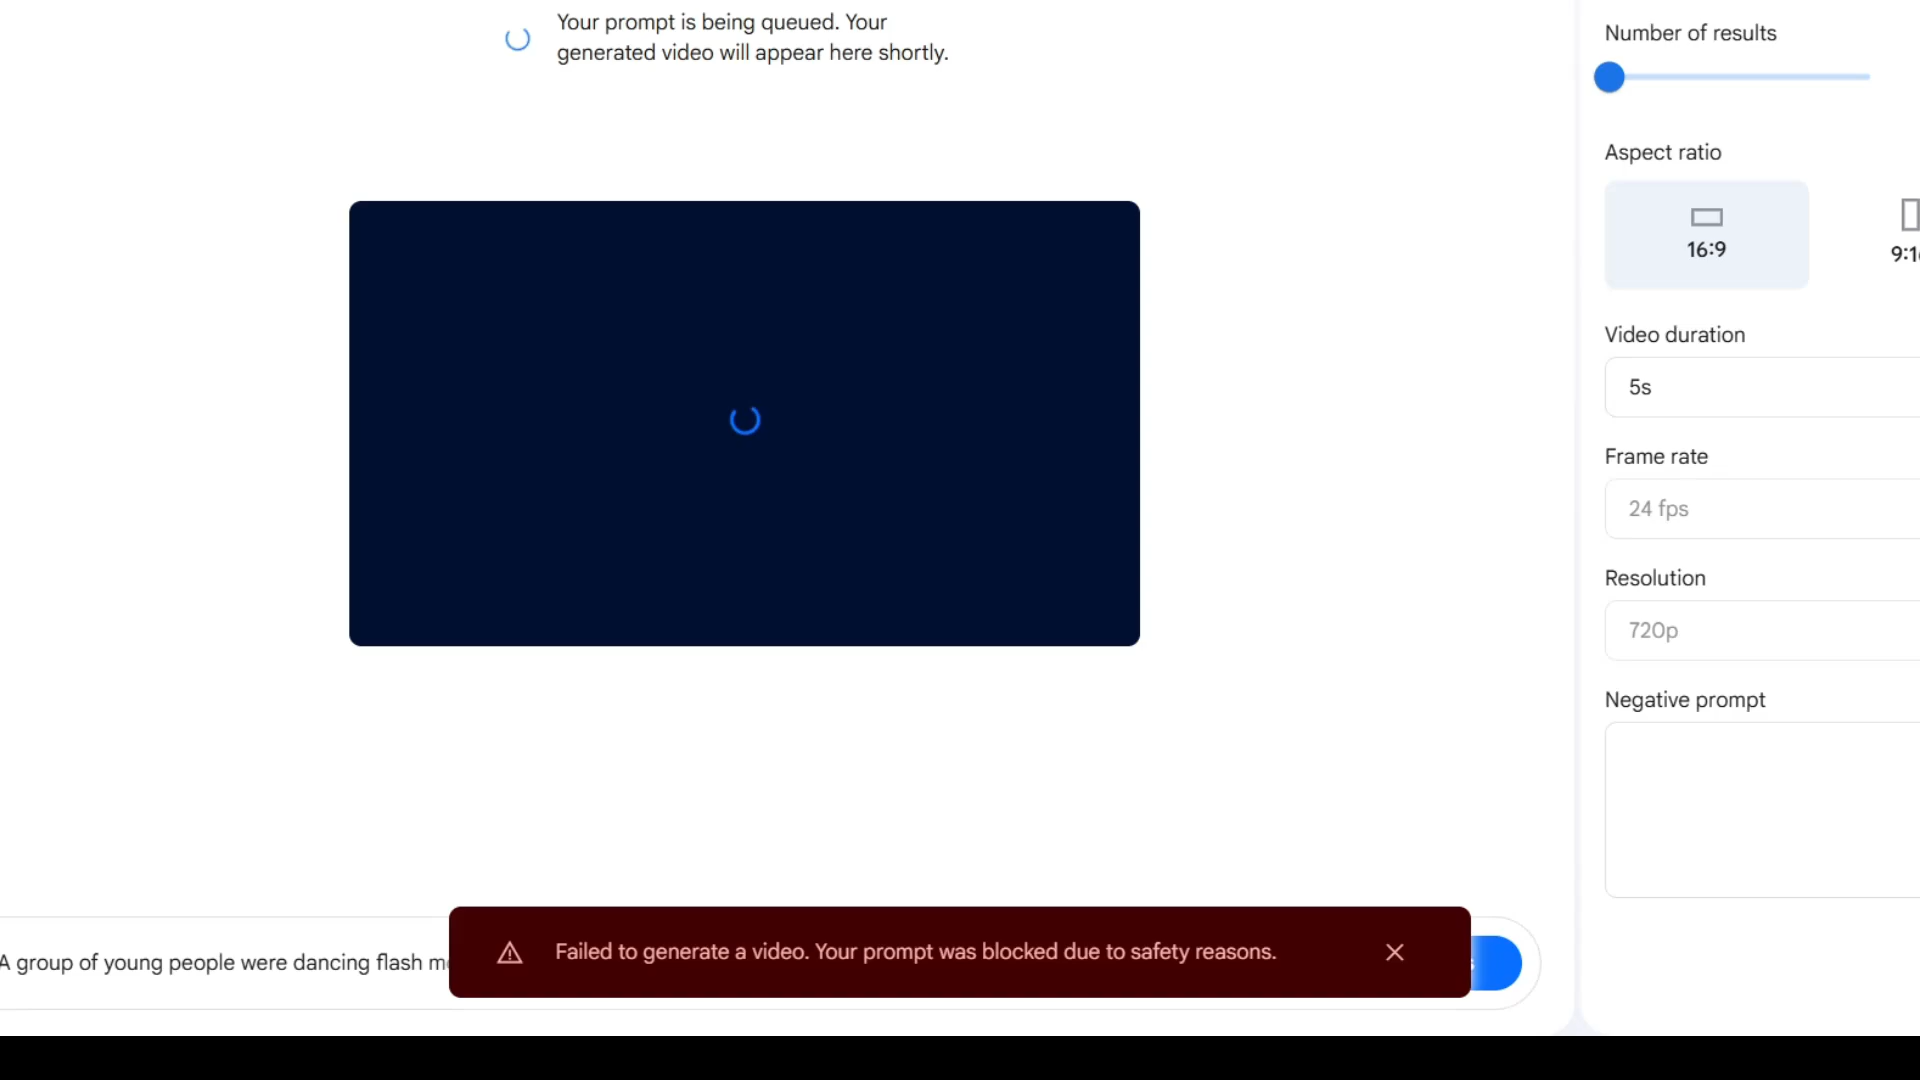 Your prompt is being queued. Your
generated video will appear here shortly.
Number of results
Aspect ratio
16:9
Video duration
5s
Frame rate
24 fps
Resolution
720p
Negative prompt
A group of young people were dancing flash
Failed to generate a video. Your prompt was blocked due to safety reasons.